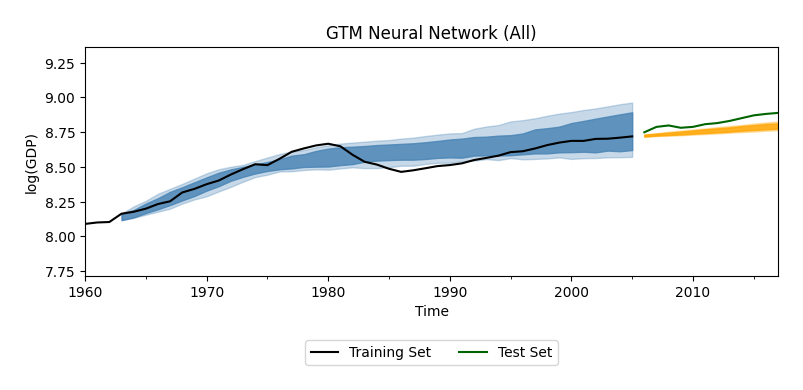 GTM Neural Network (All)
9.25
9.00
8.75
8.50
8.25
8.00
7.75
log(GDP)
1960 1970 1980 1990 2000 2010
Time
Training Set Test Set